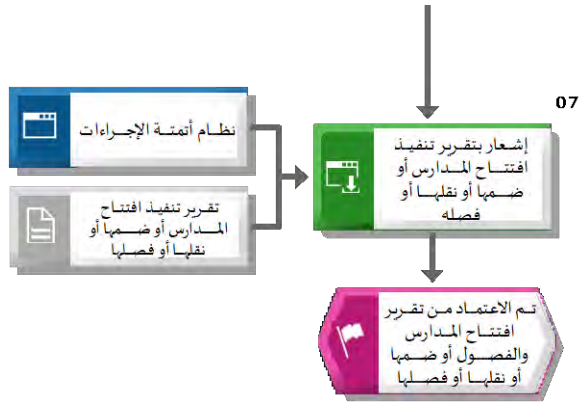 07
إشعار بتقرير تنفيذ
افتتاح المدارس أو
ضمها أو نقلها أو
فصله
نظام أتمتة الإجراءات
تقرير تنفيذ افتتاح
المدارس أو ضمها أو
نقلها أو فصلها
تم الاعتماد من تقرير
افتتاح المدارس
والفصول أو ضمها
أو نقلها أو فصلها